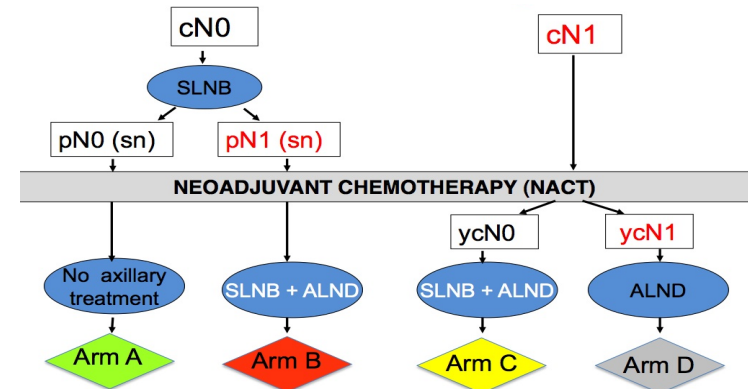 cN0
cN1
SLNB
pN0 (sn)
pN1 (sn)
NEOADJUVANT CHEMOTHERAPY (NACT)
ycN0
ycN1
No axillary
treatment
SLNB + ALND
SLNB + ALND
ALND
Arm A
Arm B
Arm C
Arm D